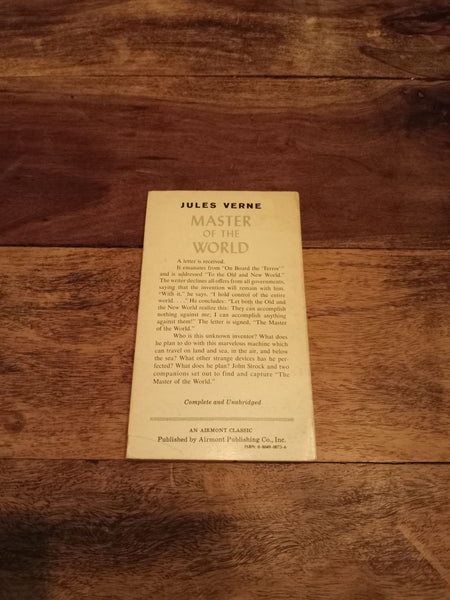 JULES VERNE
MASTER
OF THE
WORLD
A letter is received.
It emanates from "On Board the 'Terror'"
and is addressed "To the Old and New World."
The writer declines all offers from all governments,
saying that the invention will remain with him.
"With it," he says, "I hold control of the entire
world. . . ." He concludes: "Let both the Old and
the New World realize this: They can accomplish
nothing against me; I can accomplish anything
against them!" The letter is signed, "The Master
of the World."
Who is this unknown inventor? What does
he plan to do with this marvelous machine which
can travel on land and sea, in the air, and below
the sea? What other strange devices has he per-
fected? What does he plan? John Strock and two
companions set out to find and capture "The
Master of the World."
Complete and Unabridged
AN AIRMONT CLASSIC
Published by Airmont Publishing Co., Inc.